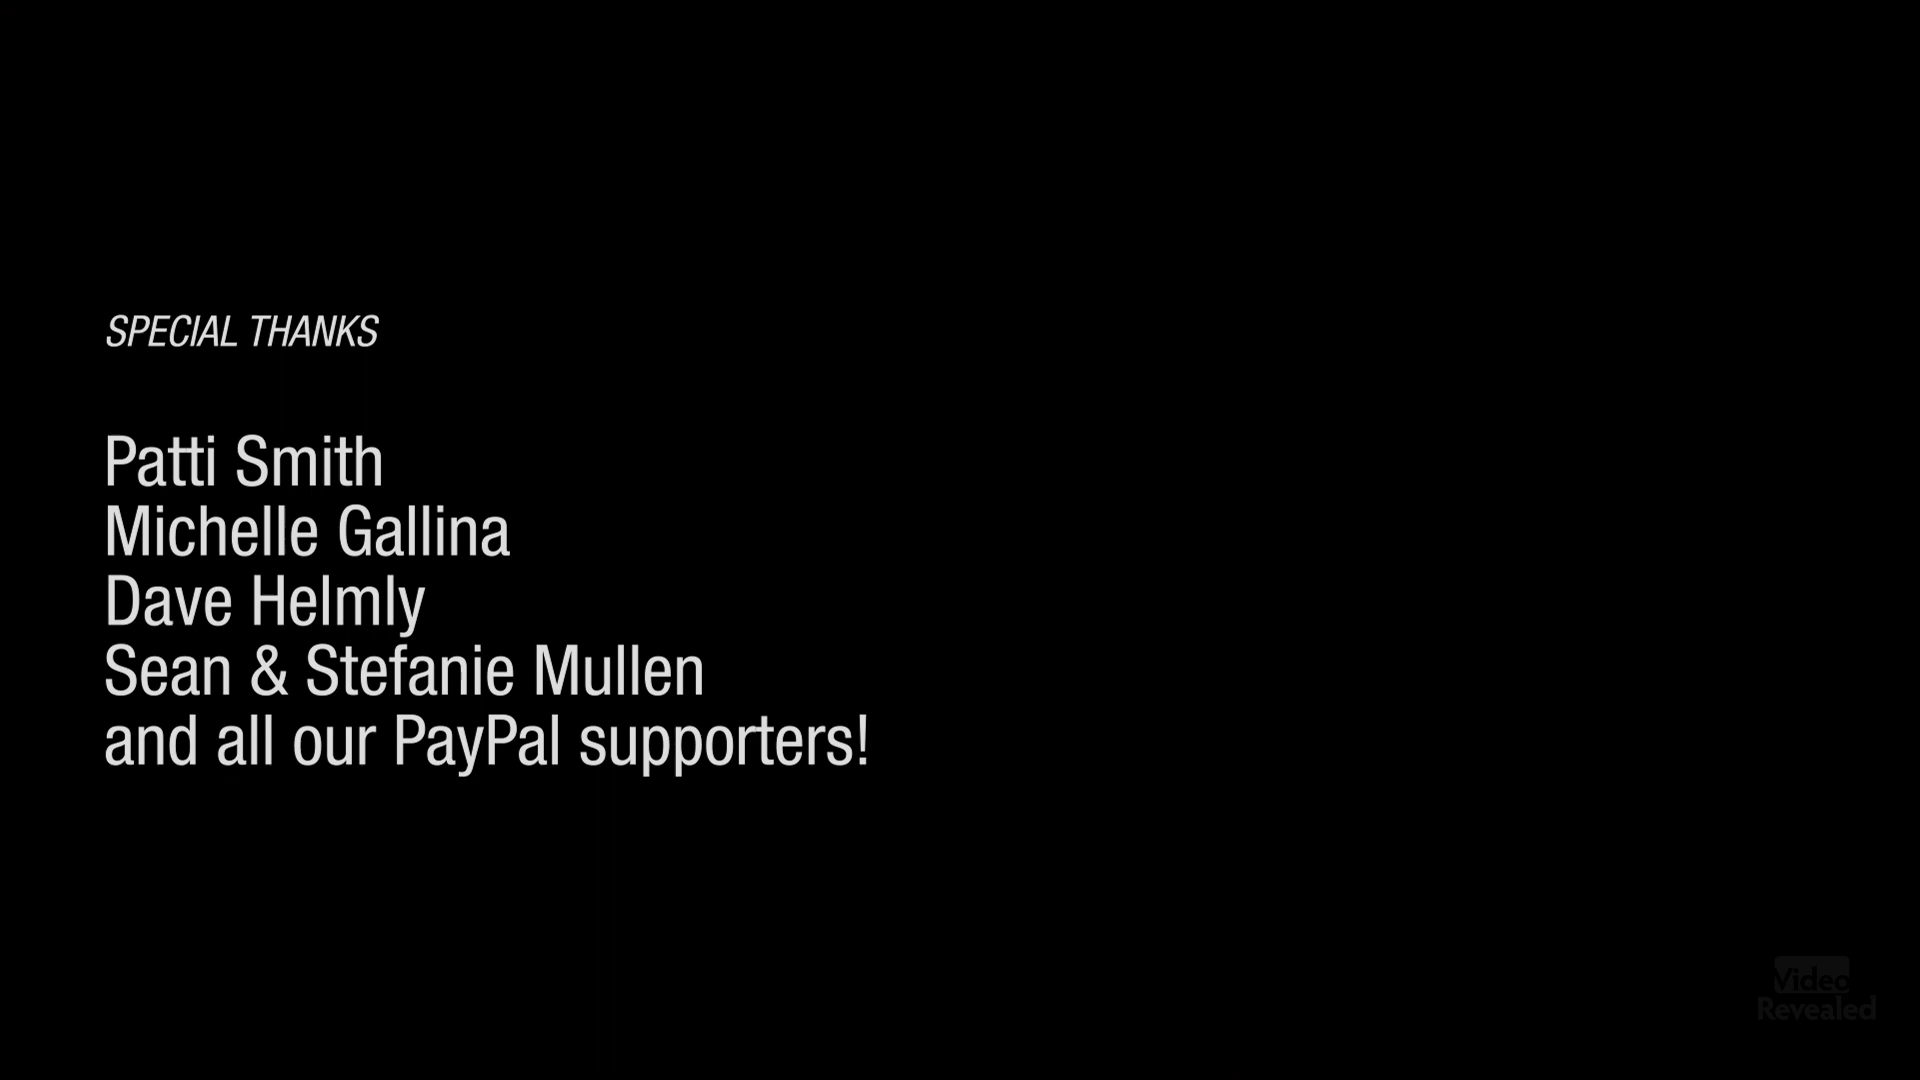 SPECIAL THANKS
Patti Smith
Michelle Gallina
Dave Helmly
Sean & Stefanie Mullen
and all our PayPal supporters!
Video
Revealed